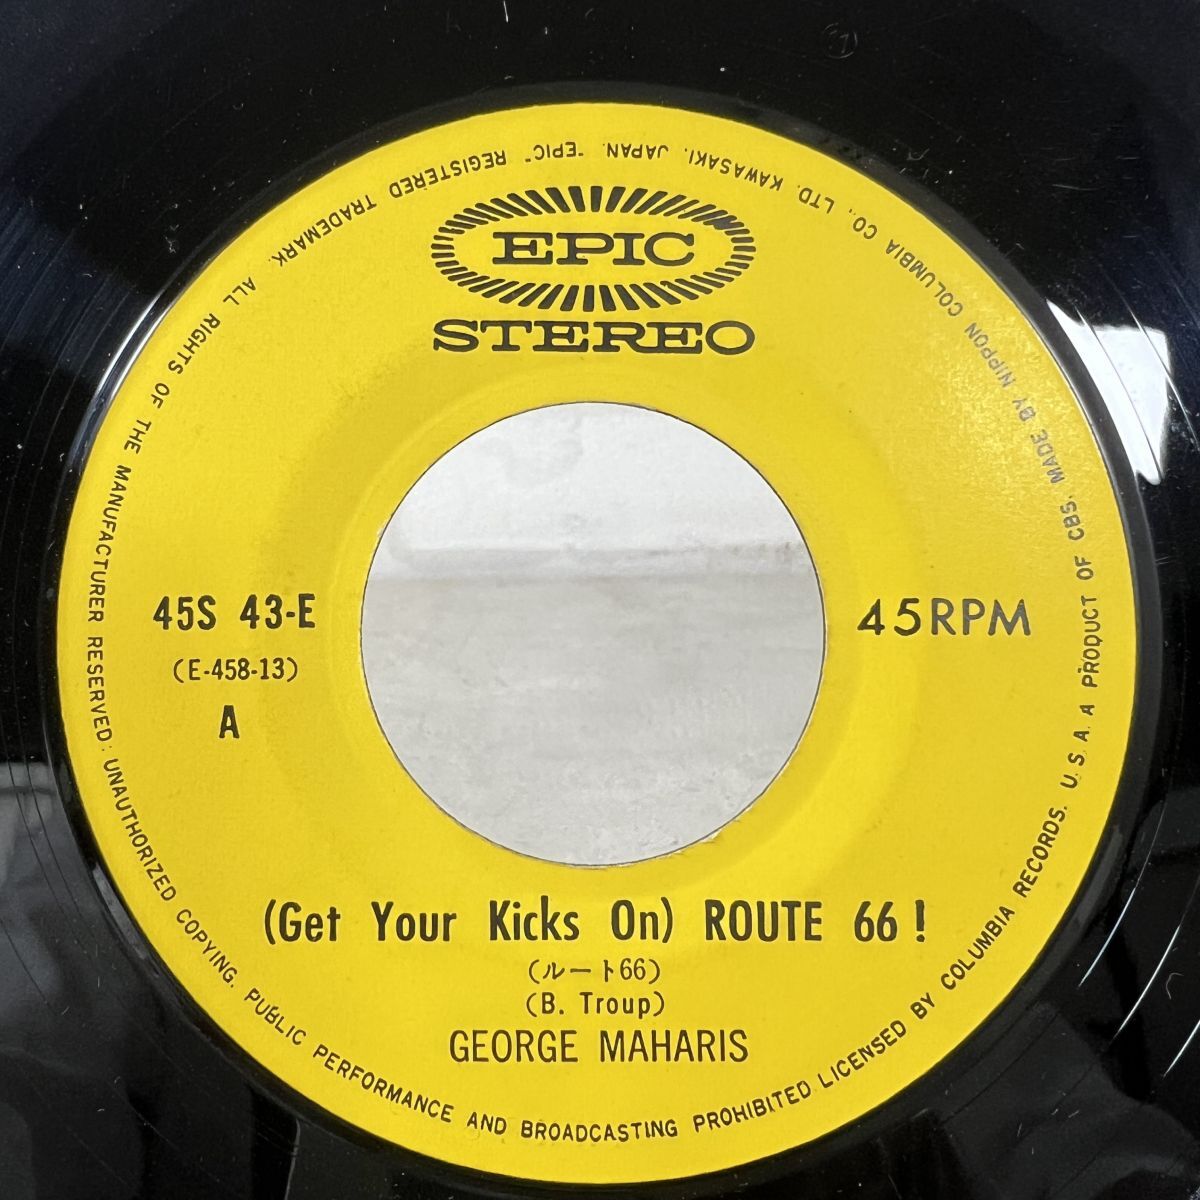 EPIC
STEREO
45S 43-E
(E-458-13)
A
45RPM
(Get Your Kicks On) ROUTE 66!
(ルート66)
(B. Troup)
GEORGE MAHARIS
"EPIC" REGISTERED TRADEMARK. ALL RIGHTS OF THE MANUFACTURER RESERVED: UNAUTHORIZED COPYING, PUBLIC PERFORMANCE AND BROADCASTING PROHIBITED LICENSED BY COLUMBIA RECORDS, U.S.A. A PRODUCT OF CBS. MADE BY NIPPON COLUMBIA CO., LTD. KAWASAKI, JAPAN.